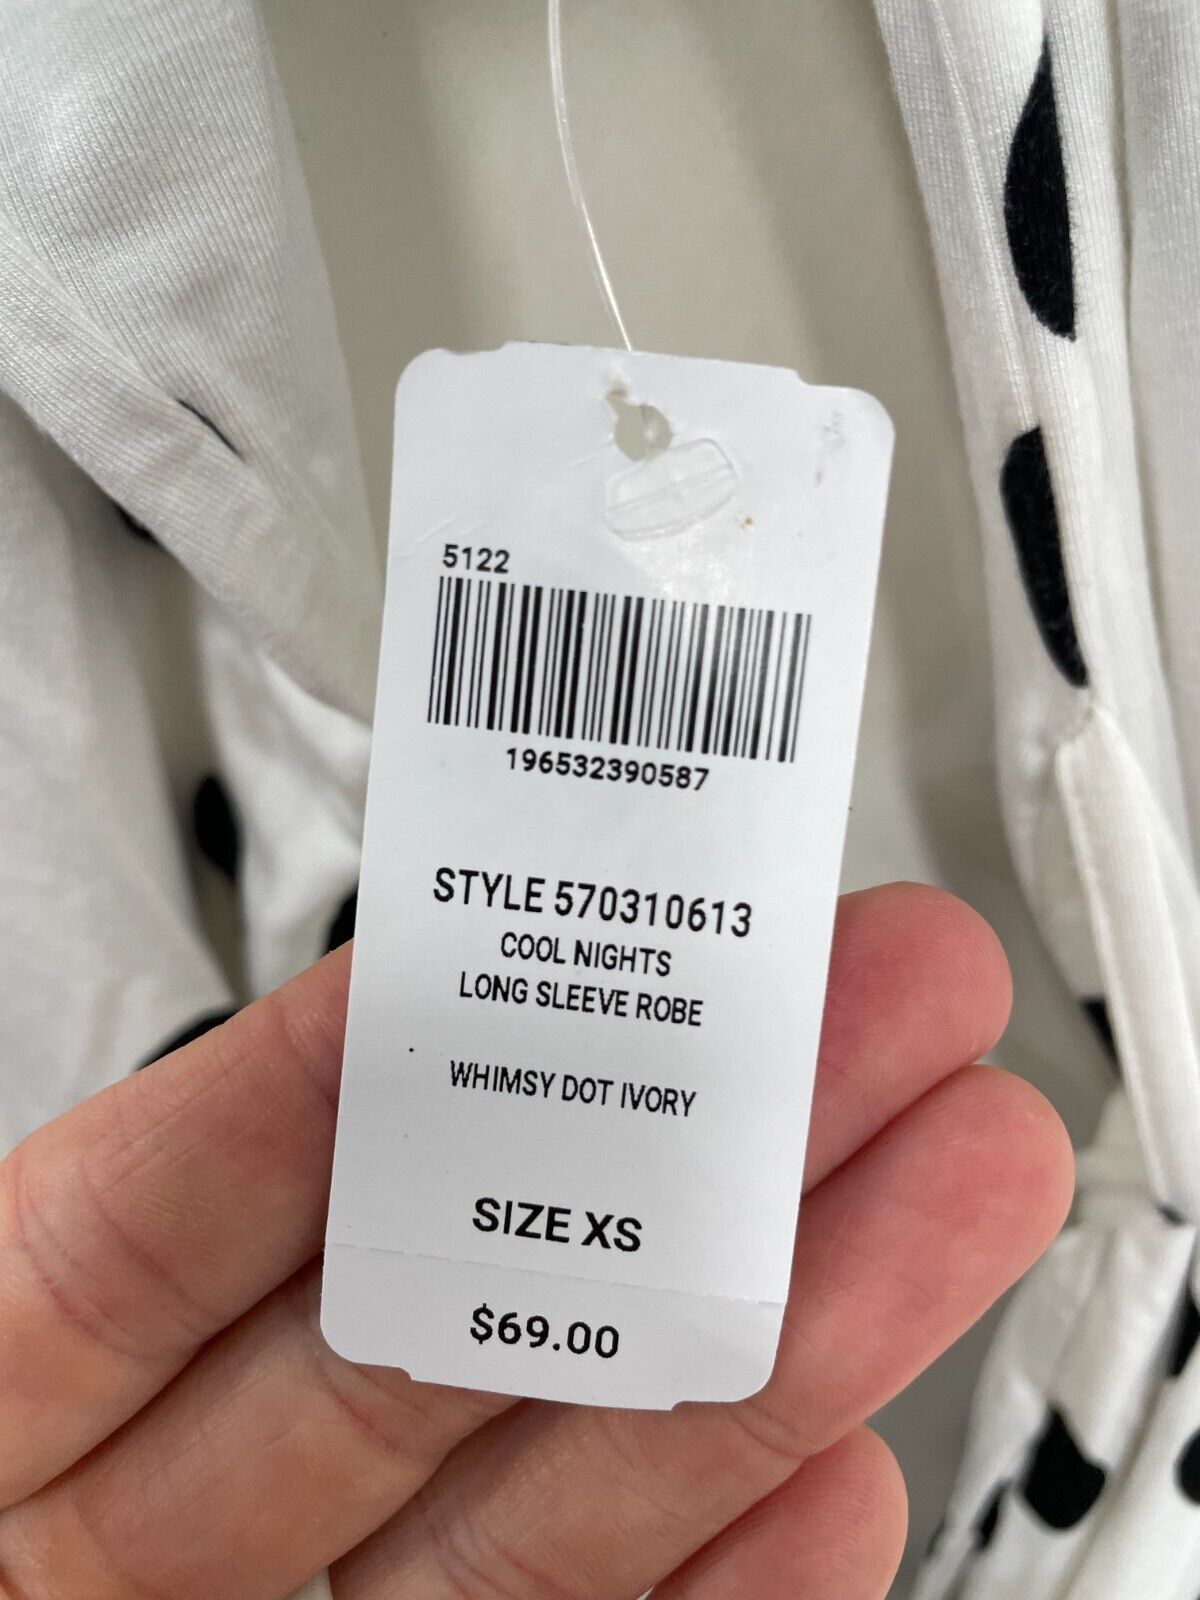 5122
196532390587
STYLE 570310613
COOL NIGHTS
LONG SLEEVE ROBE
WHIMSY DOT IVORY
SIZE XS
$69.00